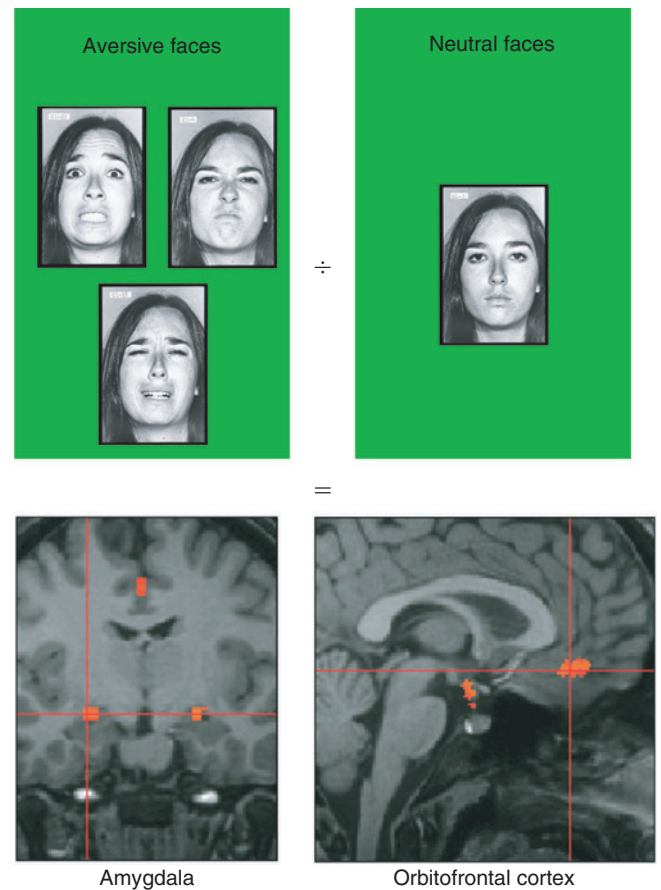 Aversive faces
Neutral faces
÷
=
Amygdala
Orbitofrontal cortex